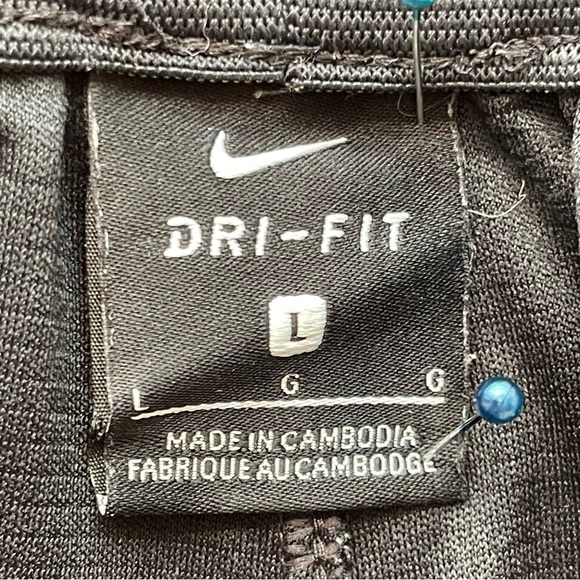 DRI-FIT
L
L G G
MADE IN CAMBODIA
FABRIQUE AU CAMBODGE